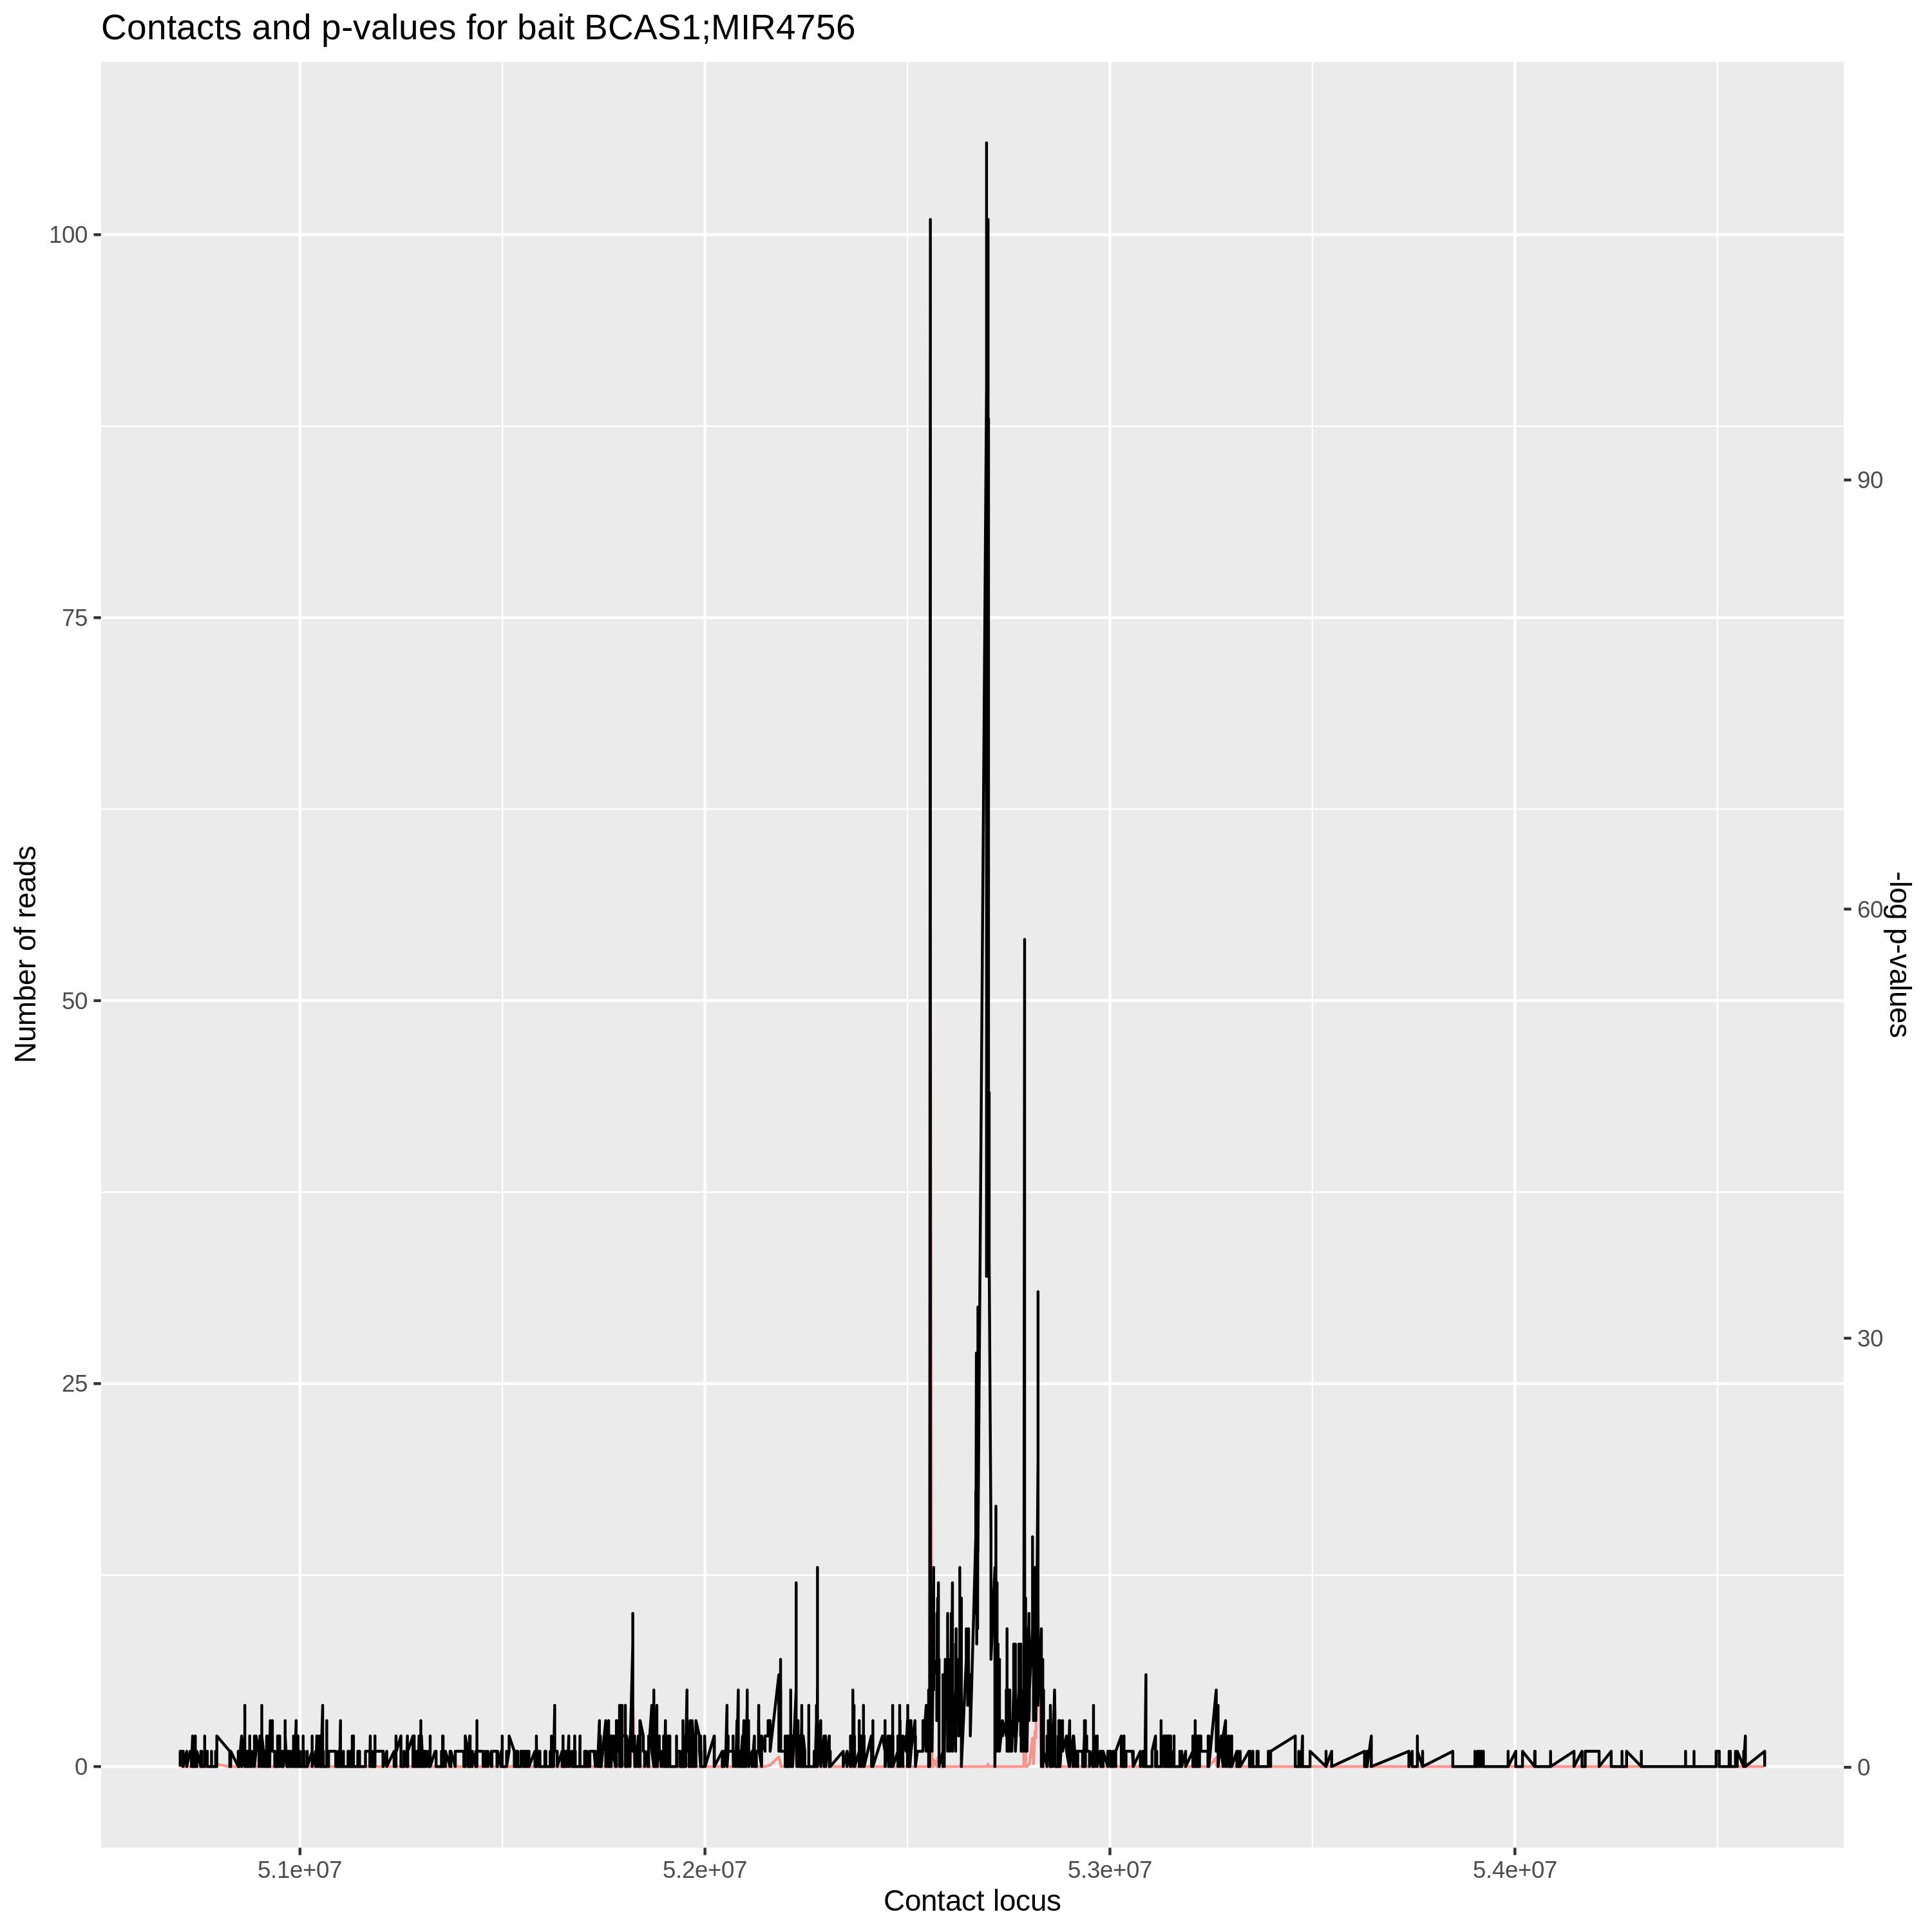 Contacts and p-values for bait BCAS1;MIR4756
100
75
50
25
0
Number of reads
90
60
30
0
-log p-values
5.1e+07 5.2e+07 5.3e+07 5.4e+07
Contact locus